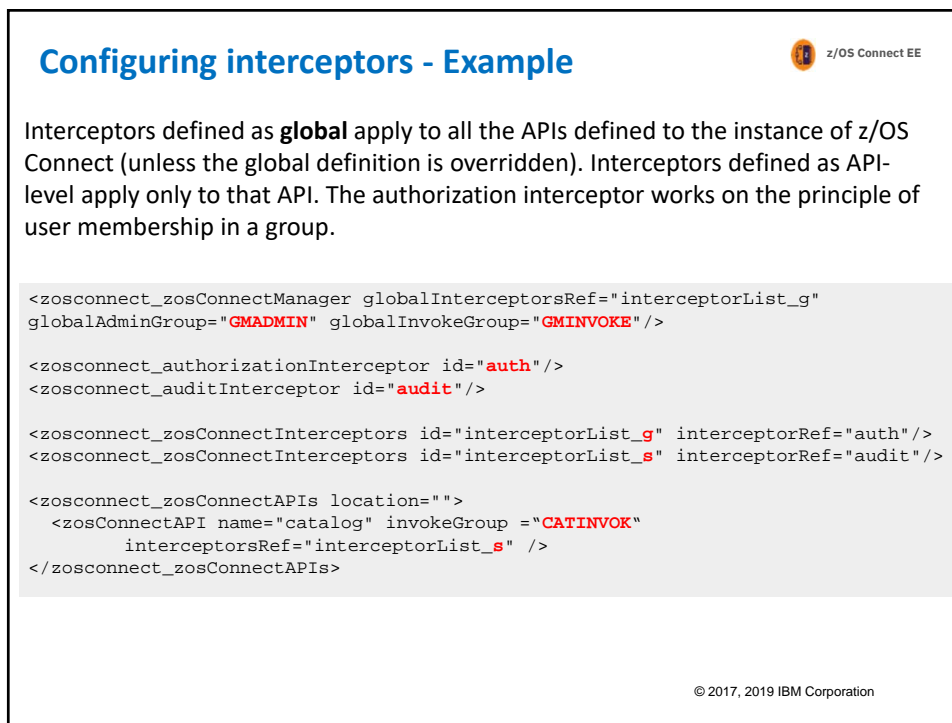 Configuring interceptors - Example
z/OS Connect EE
Interceptors defined as global apply to all the APIs defined to the instance of z/OS
Connect (unless the global definition is overridden). Interceptors defined as API-
level apply only to that API. The authorization interceptor works on the principle of
user membership in a group.
<zosconnect_zosConnectManager globalInterceptorsRef="interceptorList_g"
globalAdminGroup="GMADMIN" globalInvokeGroup="GMINVOKE"/>
<zosconnect_authorizationInterceptor id="auth"/>
<zosconnect_auditInterceptor id="audit"/>
<zosconnect_zosConnectInterceptors id="interceptorList_g" interceptorRef="auth"/>
<zosconnect_zosConnectInterceptors id="interceptorList_s" interceptorRef="audit"/>
<zosconnect_zosConnectAPIs location="">
<zosConnectAPI name="catalog" invokeGroup =“CATINVOK“
interceptorsRef="interceptorList_s" />
</zosconnect_zosConnectAPIs>
© 2017, 2019 IBM Corporation